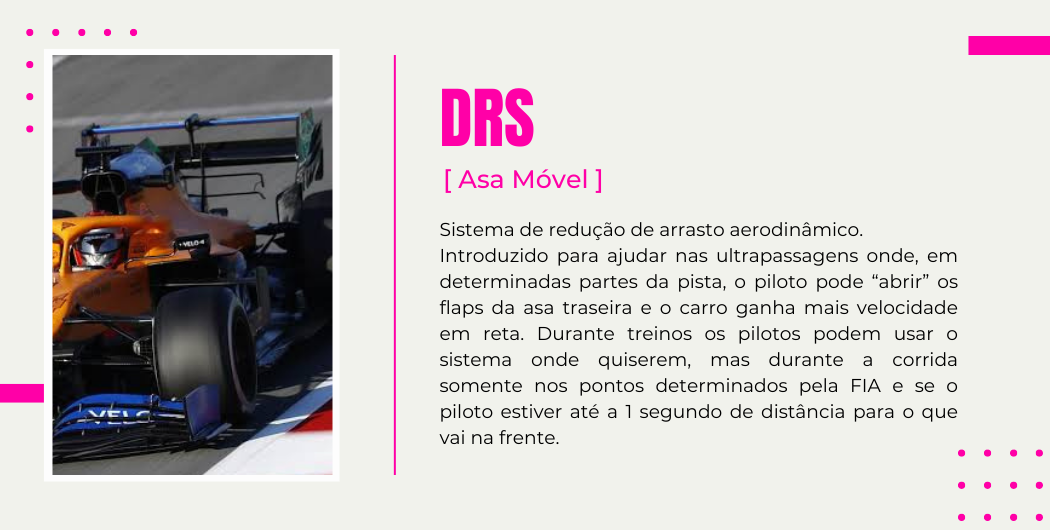 DRS
[ Asa Móvel ]
Sistema de redução de arrasto aerodinâmico.
Introduzido para ajudar nas ultrapassagens onde, em
determinadas partes da pista, o piloto pode “abrir” os
flaps da asa traseira e o carro ganha mais velocidade
em reta. Durante treinos os pilotos podem usar o
sistema onde quiserem, mas durante a corrida
somente nos pontos determinados pela FIA e se o
piloto estiver até a 1 segundo de distância para o que
vai na frente.
VELO
VELO